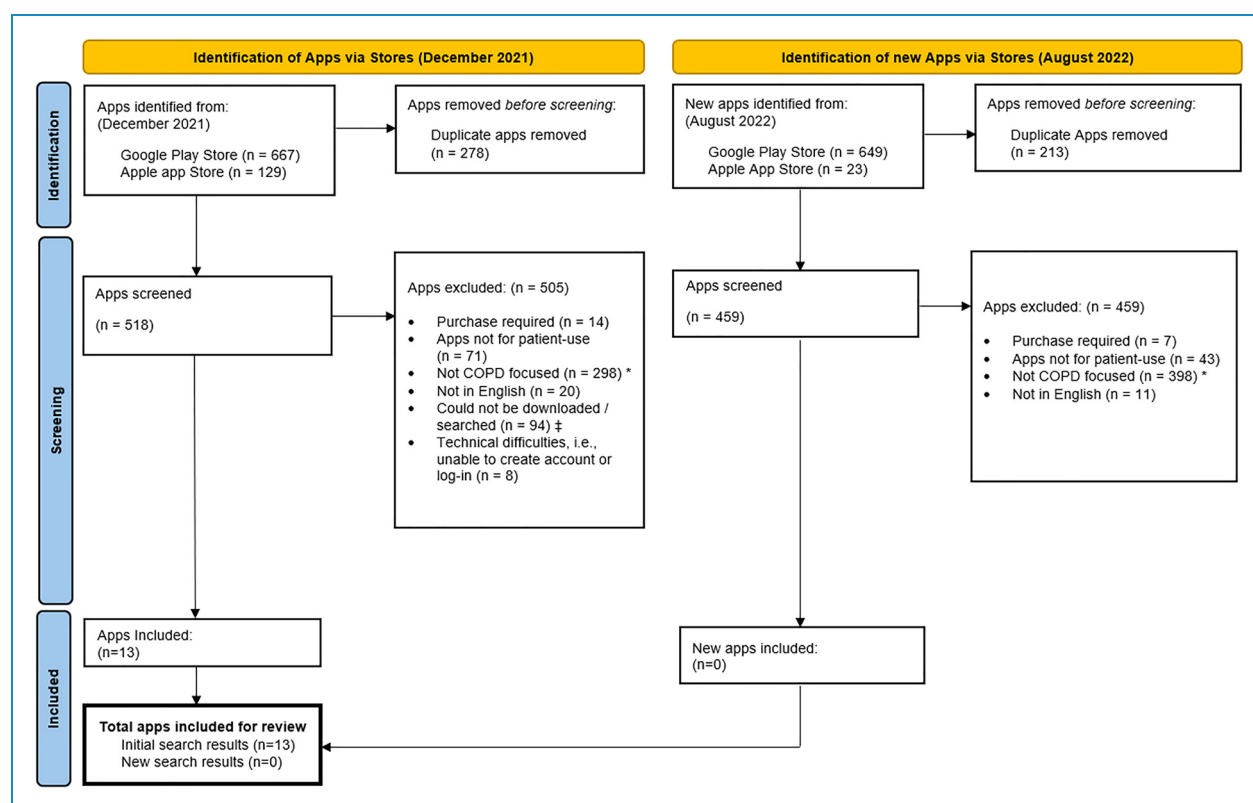 Identification of Apps via Stores (December 2021)
Identification of new Apps via Stores (August 2022)
Identification
Apps identified from:
(December 2021)
Google Play Store (n = 667)
Apple app Store (n = 129)
Apps removed before screening:
Duplicate apps removed
(n = 278)
New apps identified from:
(August 2022)
Google Play Store (n = 649)
Apple App Store (n = 23)
Apps removed before screening:
Duplicate Apps removed
(n = 213)
Screening
Apps screened
(n = 518)
Apps excluded: (n = 505)
• Purchase required (n = 14)
• Apps not for patient-use
(n = 71)
• Not COPD focused (n = 298) *
• Not in English (n = 20)
• Could not be downloaded /
searched (n = 94) ‡
• Technical difficulties, i.e.,
unable to create account or
log-in (n = 8)
Apps screened
(n = 459)
Apps excluded: (n = 459)
• Purchase required (n = 7)
• Apps not for patient-use (n = 43)
• Not COPD focused (n = 398) *
• Not in English (n = 11)
Included
Apps Included:
(n=13)
New apps included:
(n=0)
Total apps included for review
Initial search results (n=13)
New search results (n=0)